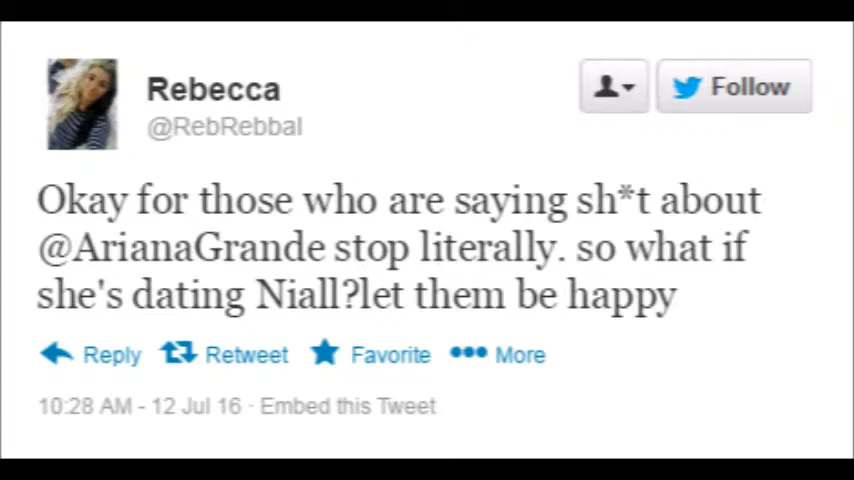 Rebecca
@RebRebbal
Follow
Okay for those who are saying sh*t about
@ArianaGrande stop literally. so what if
she's dating Niall?let them be happy
Reply Retweet Favorite More
10:28 AM - 12 Jul 16 · Embed this Tweet